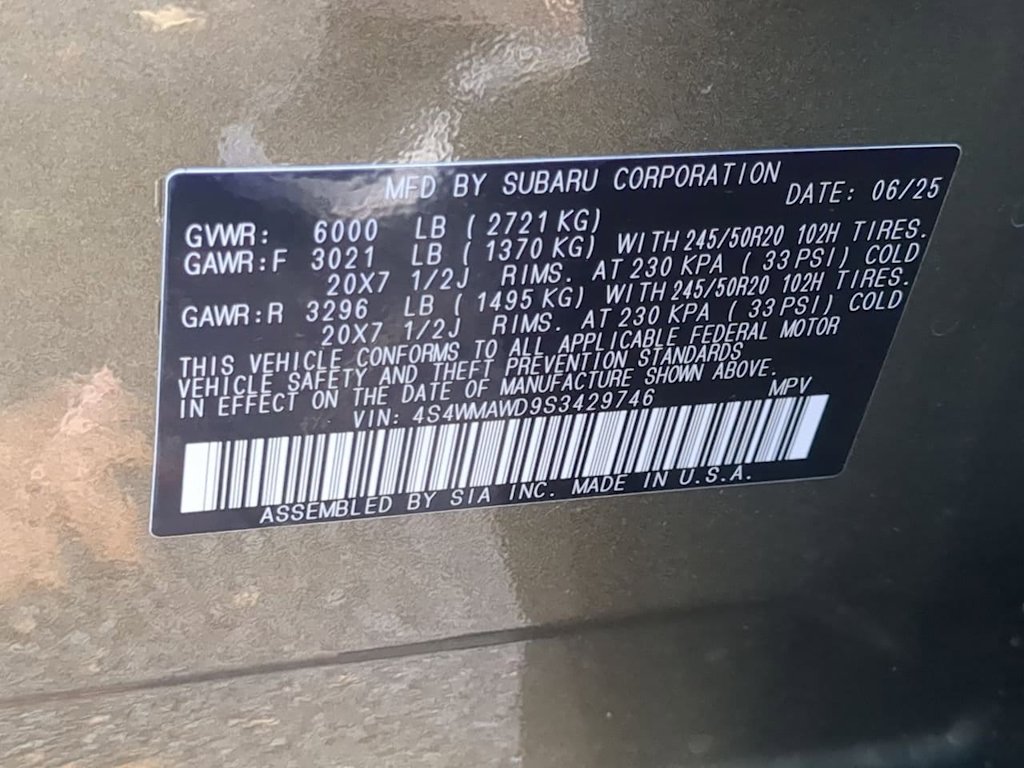 MFD BY SUBARU CORPORATION DATE: 06/25
GVWR: 6000 LB ( 2721 KG)
GAWR:F 3021 LB ( 1370 KG) WITH 245/50R20 102H TIRES.
20X7 1/2J RIMS. AT 230 KPA ( 33 PSI) COLD
GAWR:R 3296 LB ( 1495 KG) WITH 245/50R20 102H TIRES.
20X7 1/2J RIMS. AT 230 KPA ( 33 PSI) COLD
THIS VEHICLE CONFORMS TO ALL APPLICABLE FEDERAL MOTOR
VEHICLE SAFETY AND THEFT PREVENTION STANDARDS
IN EFFECT ON THE DATE OF MANUFACTURE SHOWN ABOVE.
VIN: 4S4WMAWD9S3429746 MPV
ASSEMBLED BY SIA INC. MADE IN U.S.A.